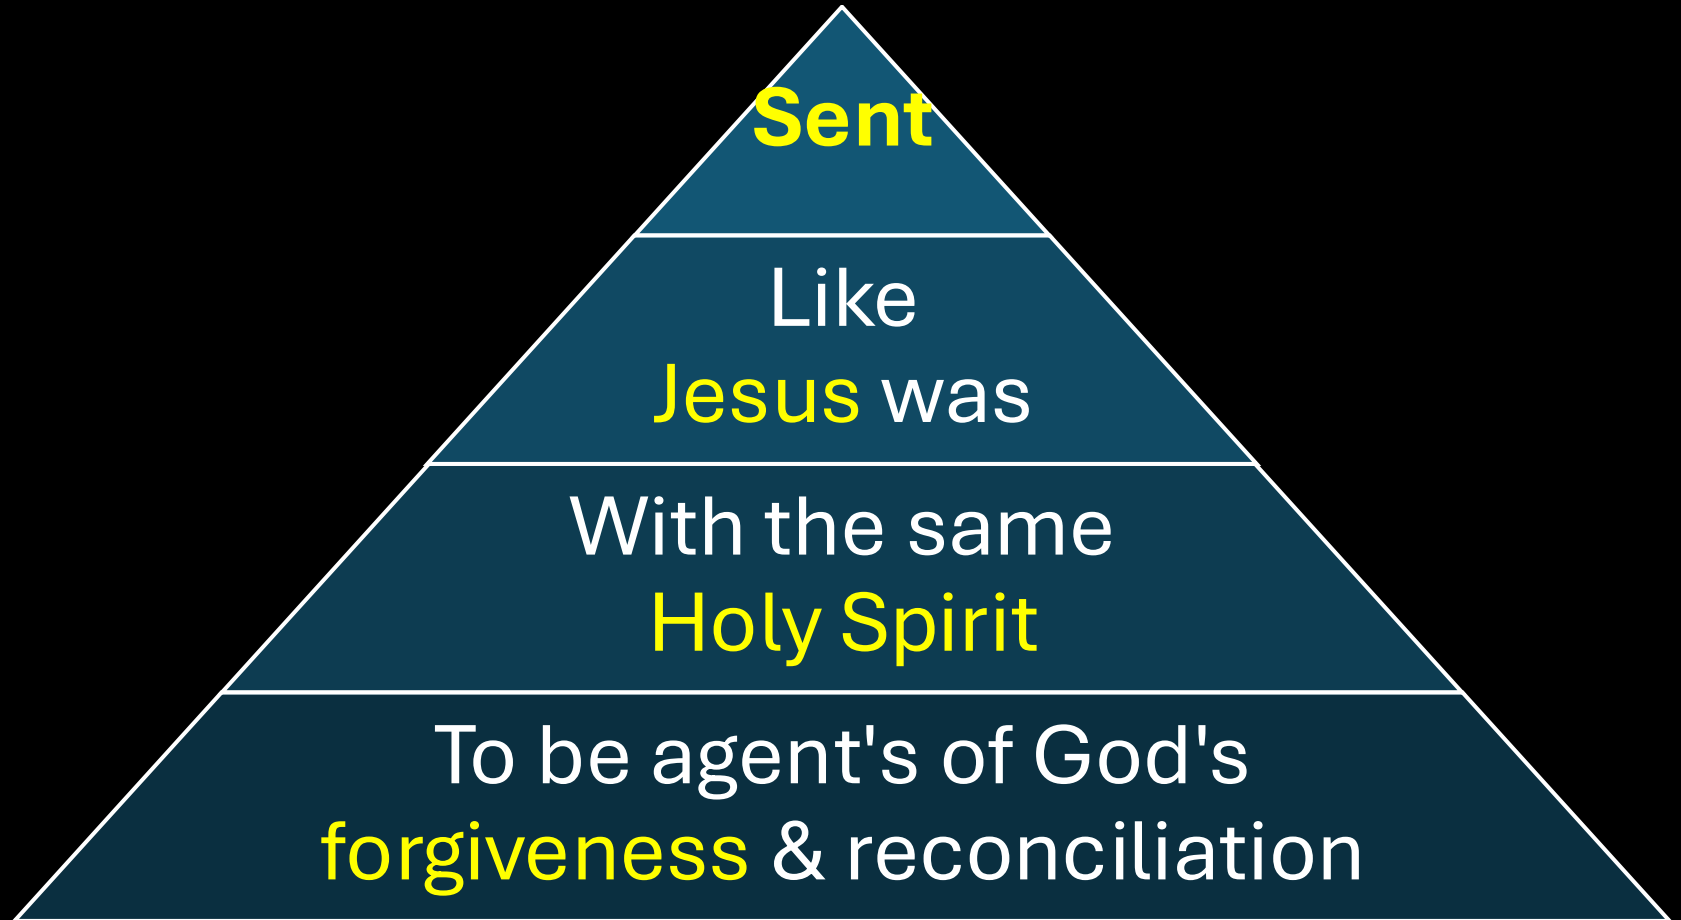 Sent
Like
Jesus was
With the same
Holy Spirit
To be agent's of God's
forgiveness & reconciliation